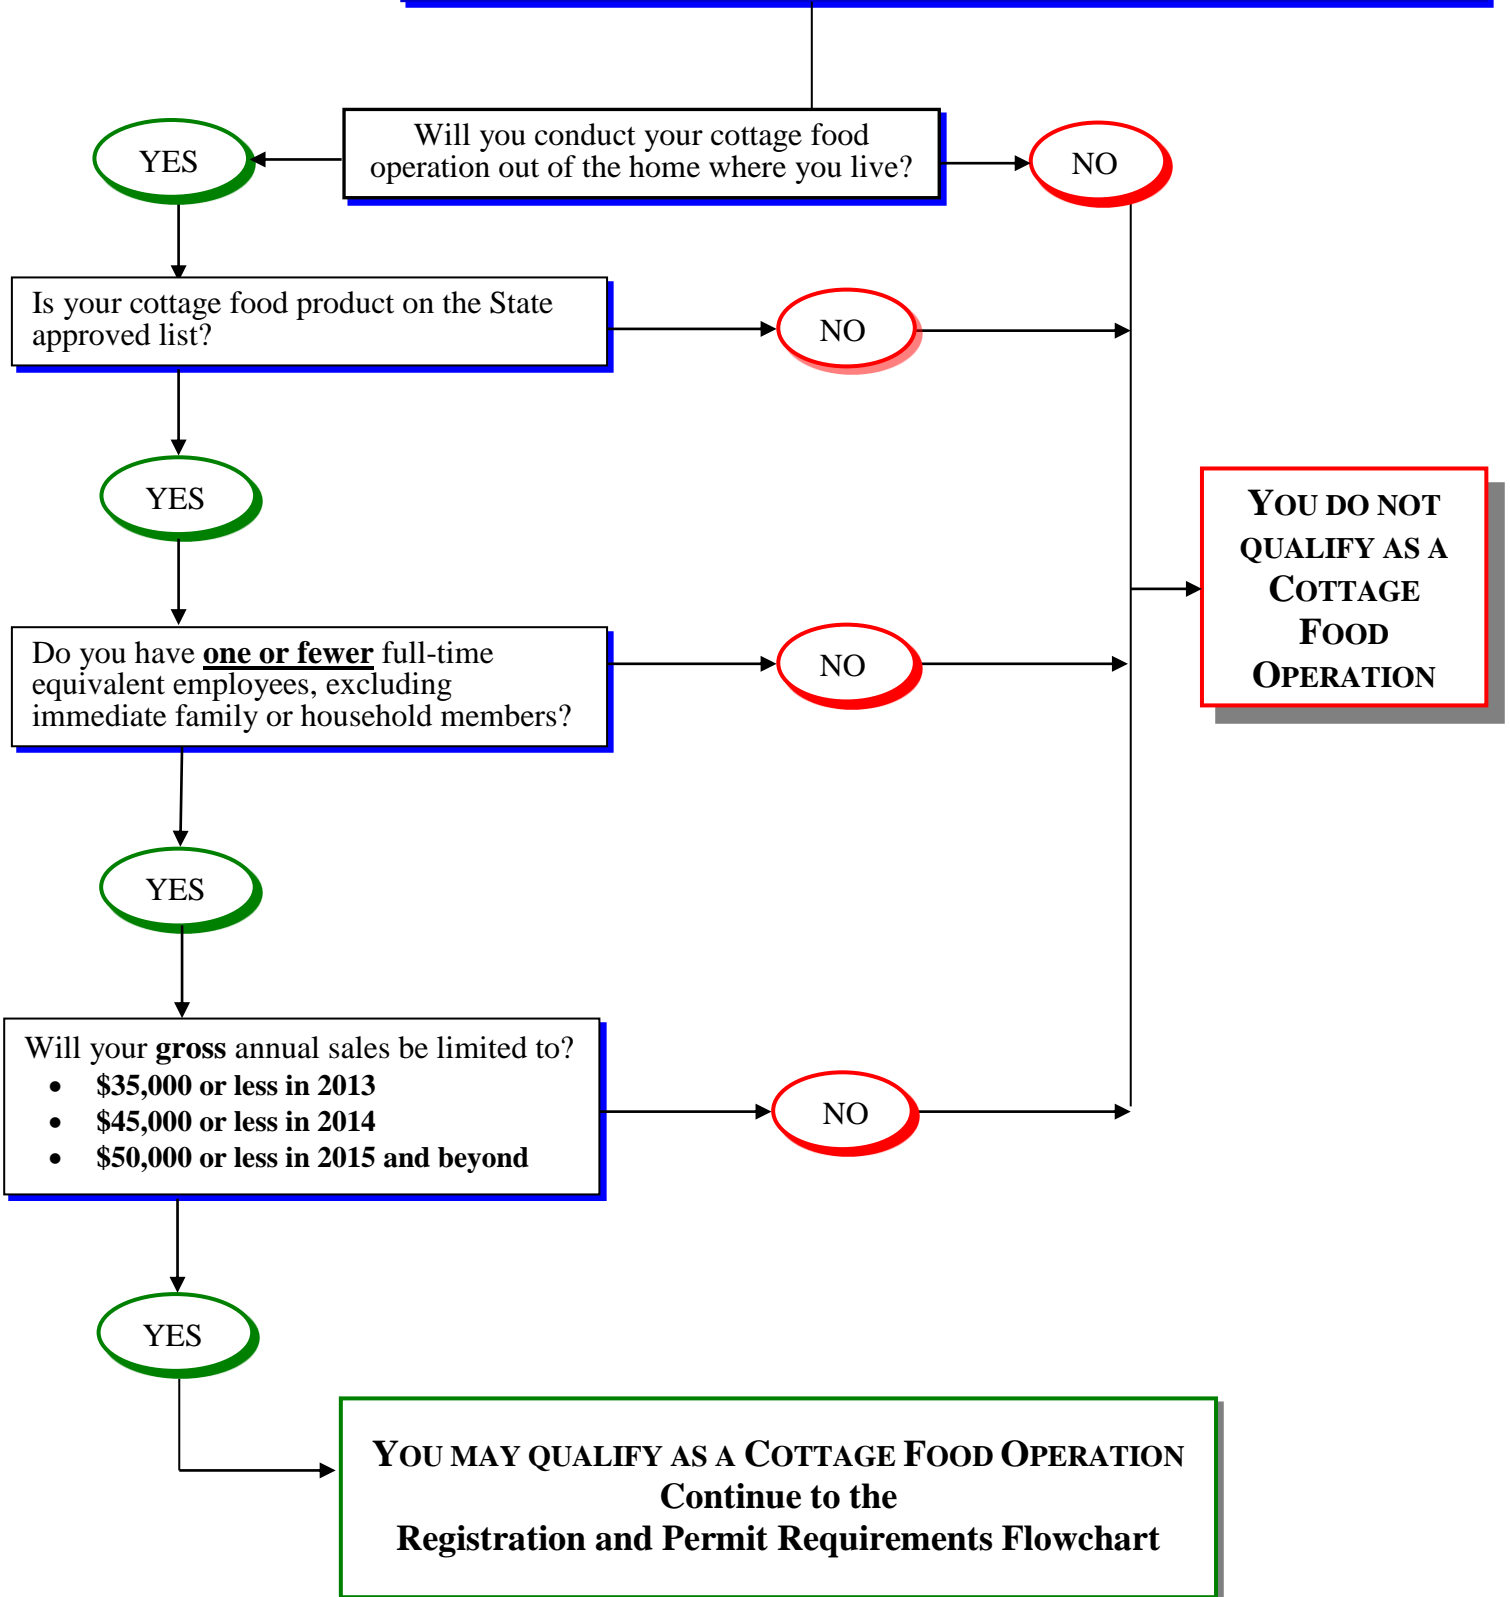 Will you conduct your cottage food
operation out of the home where you live?
YES
NO
Is your cottage food product on the State
approved list?
NO
YES
YOU DO NOT
QUALIFY AS A
COTTAGE
FOOD
OPERATION
Do you have one or fewer full-time
equivalent employees, excluding
immediate family or household members?
NO
YES
Will your gross annual sales be limited to?
• $35,000 or less in 2013
• $45,000 or less in 2014
• $50,000 or less in 2015 and beyond
NO
YES
YOU MAY QUALIFY AS A COTTAGE FOOD OPERATION
Continue to the
Registration and Permit Requirements Flowchart